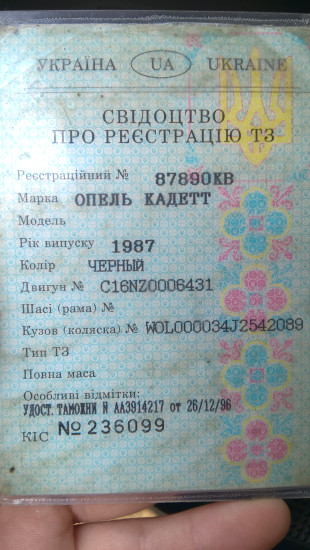 УКРАЇНА UA UKRAINE
СВІДОЦТВО
ПРО РЕЄСТРАЦІЮ ТЗ
Реєстраційний № 87890КВ
Марка ОПЕЛЬ КАДЕТТ
Модель
Рік випуску 1987
Колір ЧЕРНЫЙ
Двигун № C16NZ0006431
Шасі (рама) №
Кузов (коляска) № WOL000034J2542089
Тип ТЗ
Повна маса
Особливі відмітки:
УДОСТ. ТАМОЖНИ Й ААЗ914217 от 26/12/96
КІС № 236099